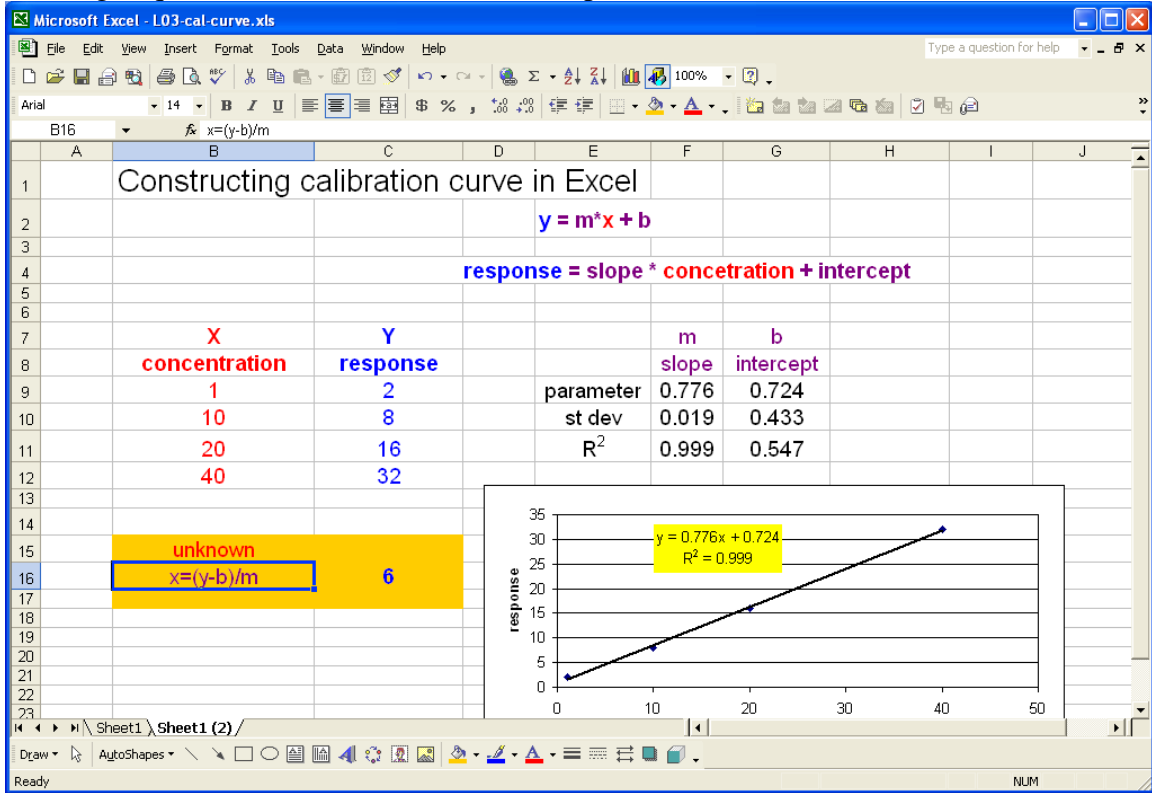 Microsoft Excel - L03-cal-curve.xls
File Edit View Insert Format Tools Data Window Help Type a question for help
100%
Arial 14 B I U $ % ,
B16 fx x=(y-b)/m
A B C D E F G H I J
1 Constructing calibration curve in Excel
2 y = m*x + b
3
4 response = slope * concetration + intercept
5
6
7 X Y m b
8 concentration response slope intercept
9 1 2 parameter 0.776 0.724
10 10 8 st dev 0.019 0.433
11 20 16 R² 0.999 0.547
12 40 32
13
14
15 unknown
16 x=(y-b)/m 6
17
18
19
20
21
22
23
35
30
25
20
15
10
5
0
y = 0.776x + 0.724
R² = 0.999
response
0 10 20 30 40 50
Sheet1 Sheet1 (2)
Draw AutoShapes
Ready NUM